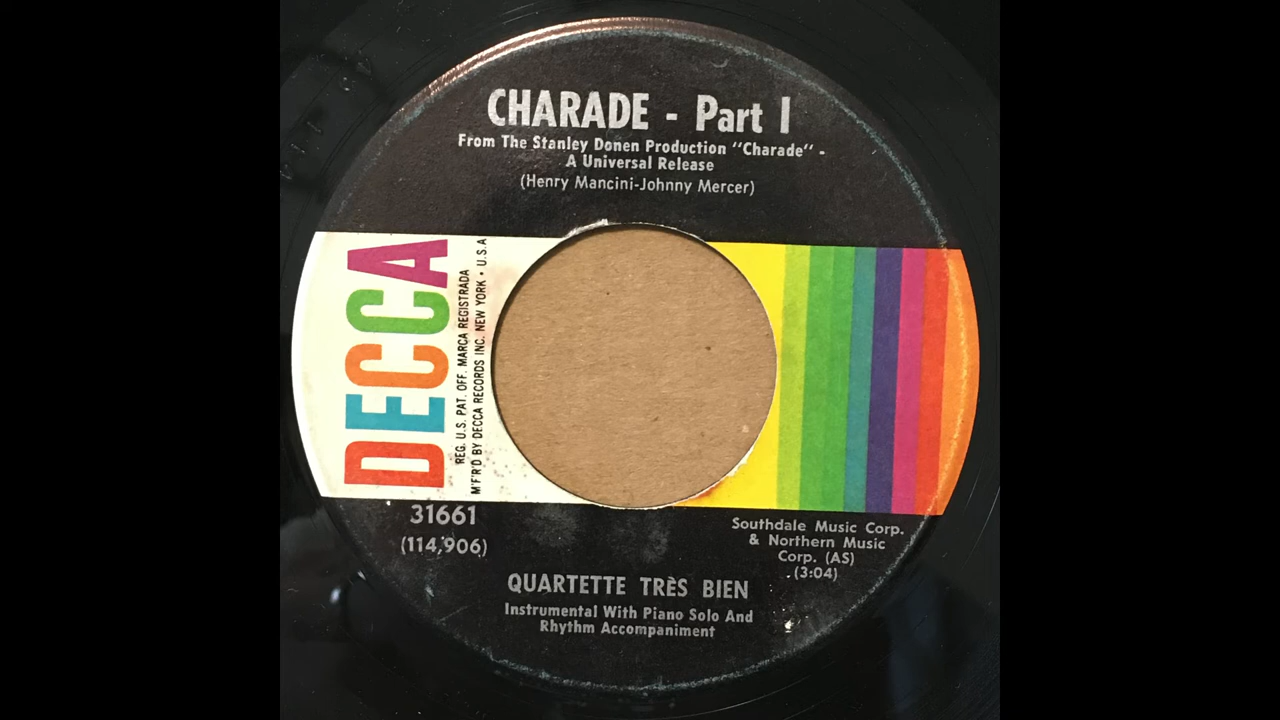 CHARADE - Part I
From The Stanley Donen Production "Charade" -
A Universal Release
(Henry Mancini-Johnny Mercer)
DECCA
REG. U.S. PAT. OFF. MARCA REGISTRADA
M'F'R'D BY DECCA RECORDS INC. NEW YORK • U.S.A
31661
(114,906)
Southdale Music Corp.
& Northern Music
Corp. (AS)
(3:04)
QUARTETTE TRÈS BIEN
Instrumental With Piano Solo And
Rhythm Accompaniment